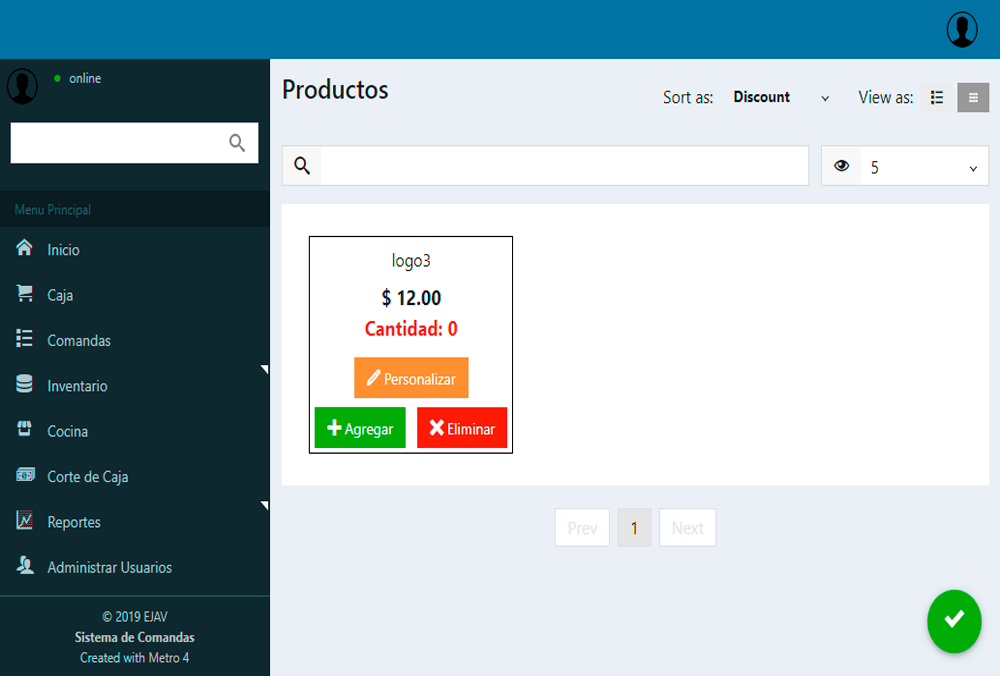 online
Menu Principal
Inicio
Caja
Comandas
Inventario
Cocina
Corte de Caja
Reportes
Administrar Usuarios
© 2019 EJAV
Sistema de Comandas
Created with Metro 4
Productos
Sort as: Discount View as:
5
logo3
$ 12.00
Cantidad: 0
Personalizar
Agregar Eliminar
Prev 1 Next